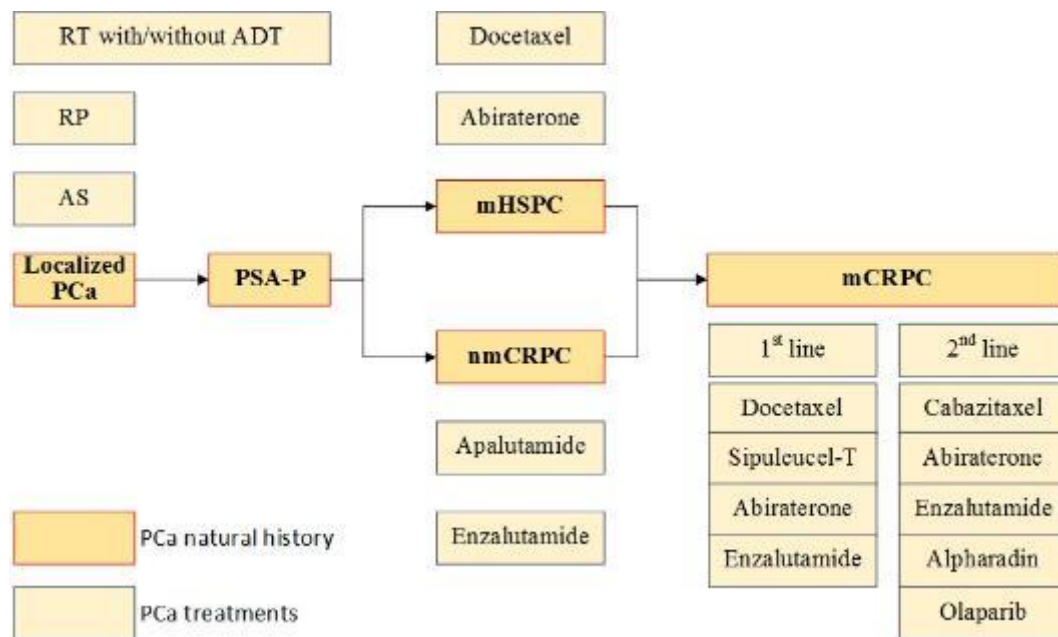 RT with/without ADT
RP
AS
Localized
PCa
PSA-P
Docetaxel
Abiraterone
mHSPC
nmCRPC
Apalutamide
Enzalutamide
mCRPC
1st line
Docetaxel
Sipuleucel-T
Abiraterone
Enzalutamide
2nd line
Cabazitaxel
Abiraterone
Enzalutamide
Alpharadin
Olaparib
PCa natural history
PCa treatments